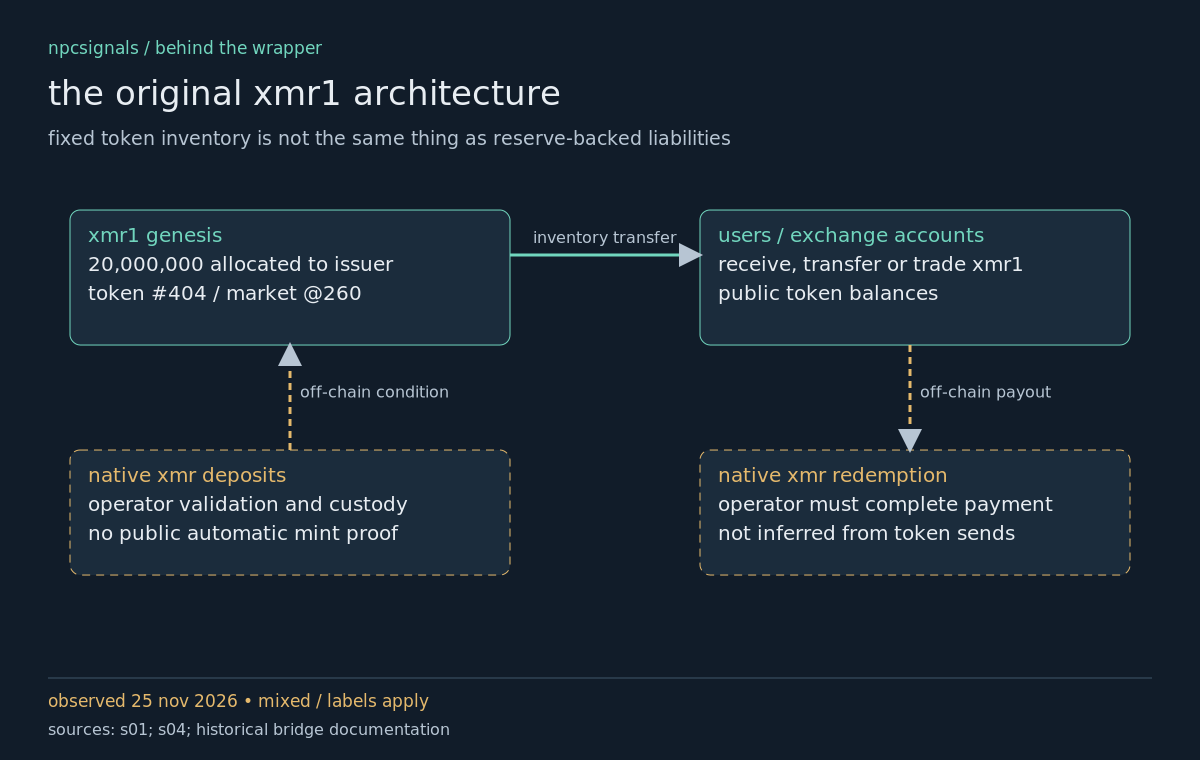 npcsignals / behind the wrapper
the original xmr1 architecture
fixed token inventory is not the same thing as reserve-backed liabilities
xmr1 genesis
20,000,000 allocated to issuer
token #404 / market @260
inventory transfer
users / exchange accounts
receive, transfer or trade xmr1
public token balances
off-chain condition
off-chain payout
native xmr deposits
operator validation and custody
no public automatic mint proof
native xmr redemption
operator must complete payment
not inferred from token sends
observed 25 nov 2026 • mixed / labels apply
sources: s01; s04; historical bridge documentation